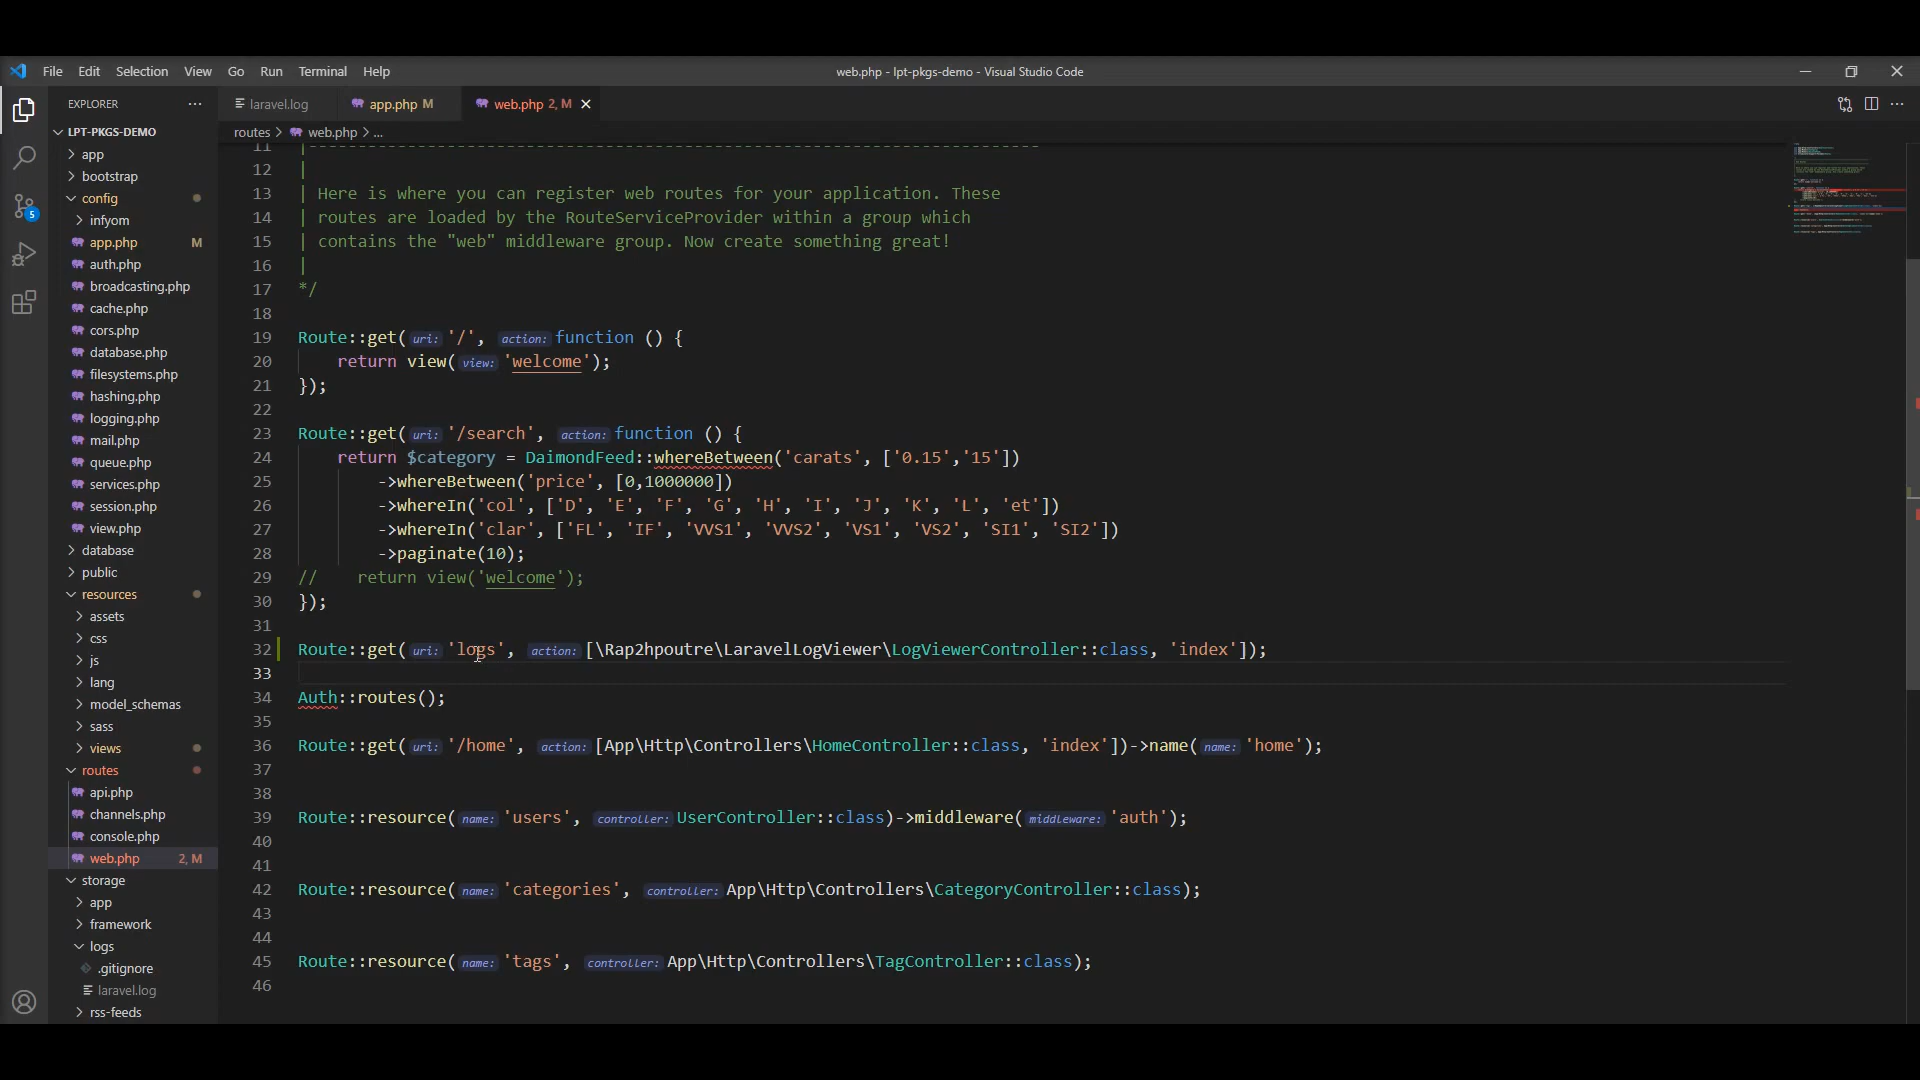 File Edit Selection View Go Run Terminal Help
web.php - lpt-pkgs-demo - Visual Studio Code
EXPLORER
laravel.log
app.php M
web.php 2, M
routes > web.php > ...
5
LPT-PKGS-DEMO
app
bootstrap
config
infyom
app.php M
auth.php
broadcasting.php
cache.php
cors.php
database.php
filesystems.php
hashing.php
logging.php
mail.php
queue.php
services.php
session.php
view.php
database
public
resources
assets
css
js
lang
model_schemas
sass
views
routes
api.php
channels.php
console.php
web.php 2, M
storage
app
framework
logs
.gitignore
laravel.log
rss-feeds
11 |--------------------------------------------------------------------------
12 |
13 | Here is where you can register web routes for your application. These
14 | routes are loaded by the RouteServiceProvider within a group which
15 | contains the "web" middleware group. Now create something great!
16 |
17 */
18
19 Route::get( uri: '/', action: function () {
20 return view( view: 'welcome');
21 });
22
23 Route::get( uri: '/search', action: function () {
24 return $category = DaimondFeed::whereBetween('carats', ['0.15','15'])
25 ->whereBetween('price', [0,1000000])
26 ->whereIn('col', ['D', 'E', 'F', 'G', 'H', 'I', 'J', 'K', 'L', 'et'])
27 ->whereIn('clar', ['FL', 'IF', 'VVS1', 'VVS2', 'VS1', 'VS2', 'SI1', 'SI2'])
28 ->paginate(10);
29 // return view('welcome');
30 });
31
32 Route::get( uri: 'logs', action: [\Rap2hpoutre\LaravelLogViewer\LogViewerController::class, 'index']);
33
34 Auth::routes();
35
36 Route::get( uri: '/home', action: [App\Http\Controllers\HomeController::class, 'index'])->name( name: 'home');
37
38
39 Route::resource( name: 'users', controller: UserController::class)->middleware( middleware: 'auth');
40
41
42 Route::resource( name: 'categories', controller: App\Http\Controllers\CategoryController::class);
43
44
45 Route::resource( name: 'tags', controller: App\Http\Controllers\TagController::class);
46